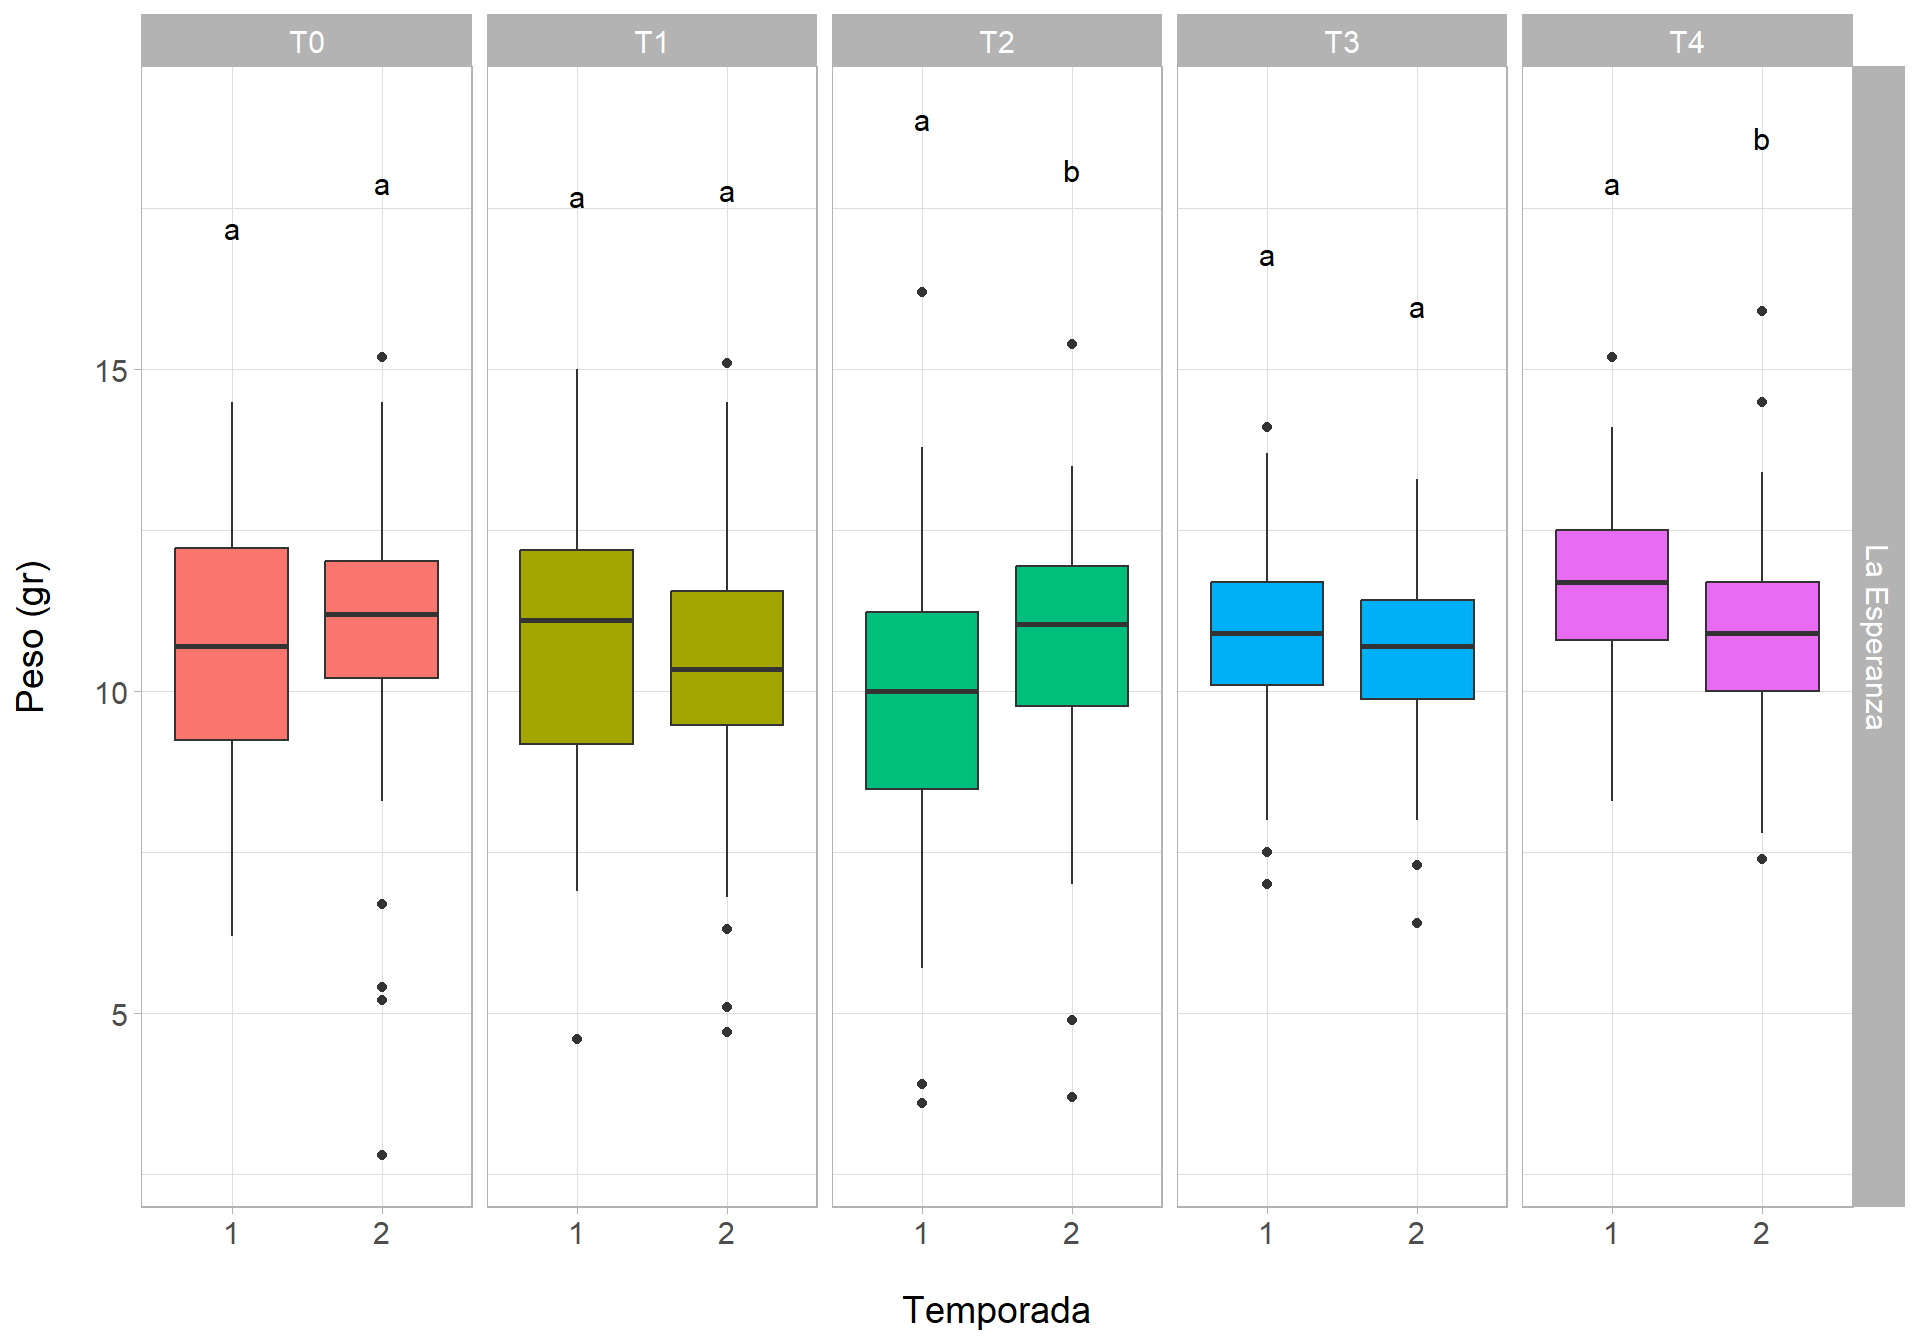 T0 T1 T2 T3 T4
a a a a a b a a a b
La Esperanza
Peso (gr)
15
10
5
1 2 1 2 1 2 1 2 1 2
Temporada